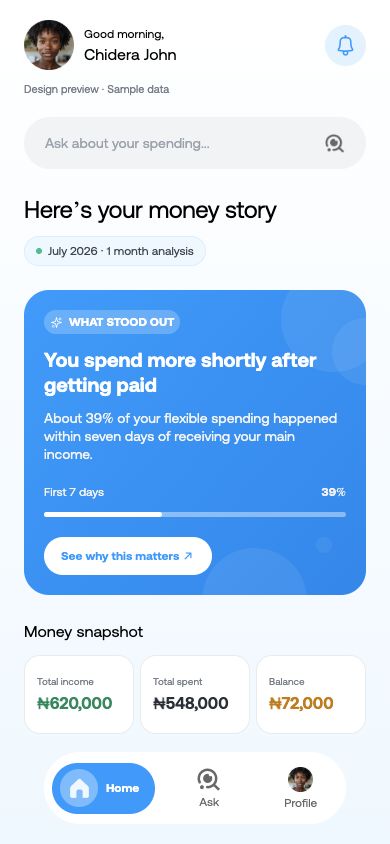 Good morning,
Chidera John
Design preview · Sample data
Ask about your spending...
Here’s your money story
July 2026 · 1 month analysis
WHAT STOOD OUT
You spend more shortly after
getting paid
About 39% of your flexible spending happened
within seven days of receiving your main
income.
First 7 days 39%
See why this matters ↗
Money snapshot
Total income Total spent Balance
₦620,000 ₦548,000 ₦72,000
Home Ask Profile